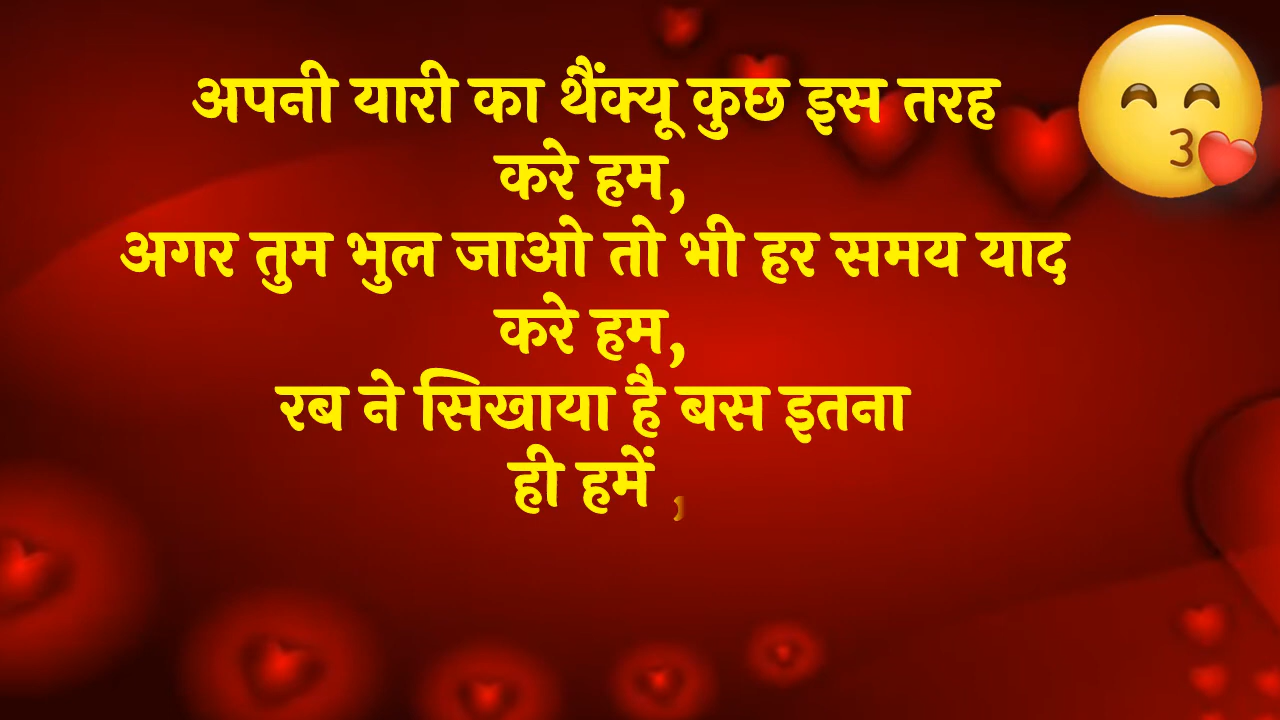 अपनी यारी का थैंक्यू कुछ इस तरह
करे हम,
अगर तुम भुल जाओ तो भी हर समय याद
करे हम,
रब ने सिखाया है बस इतना
ही हमें ,